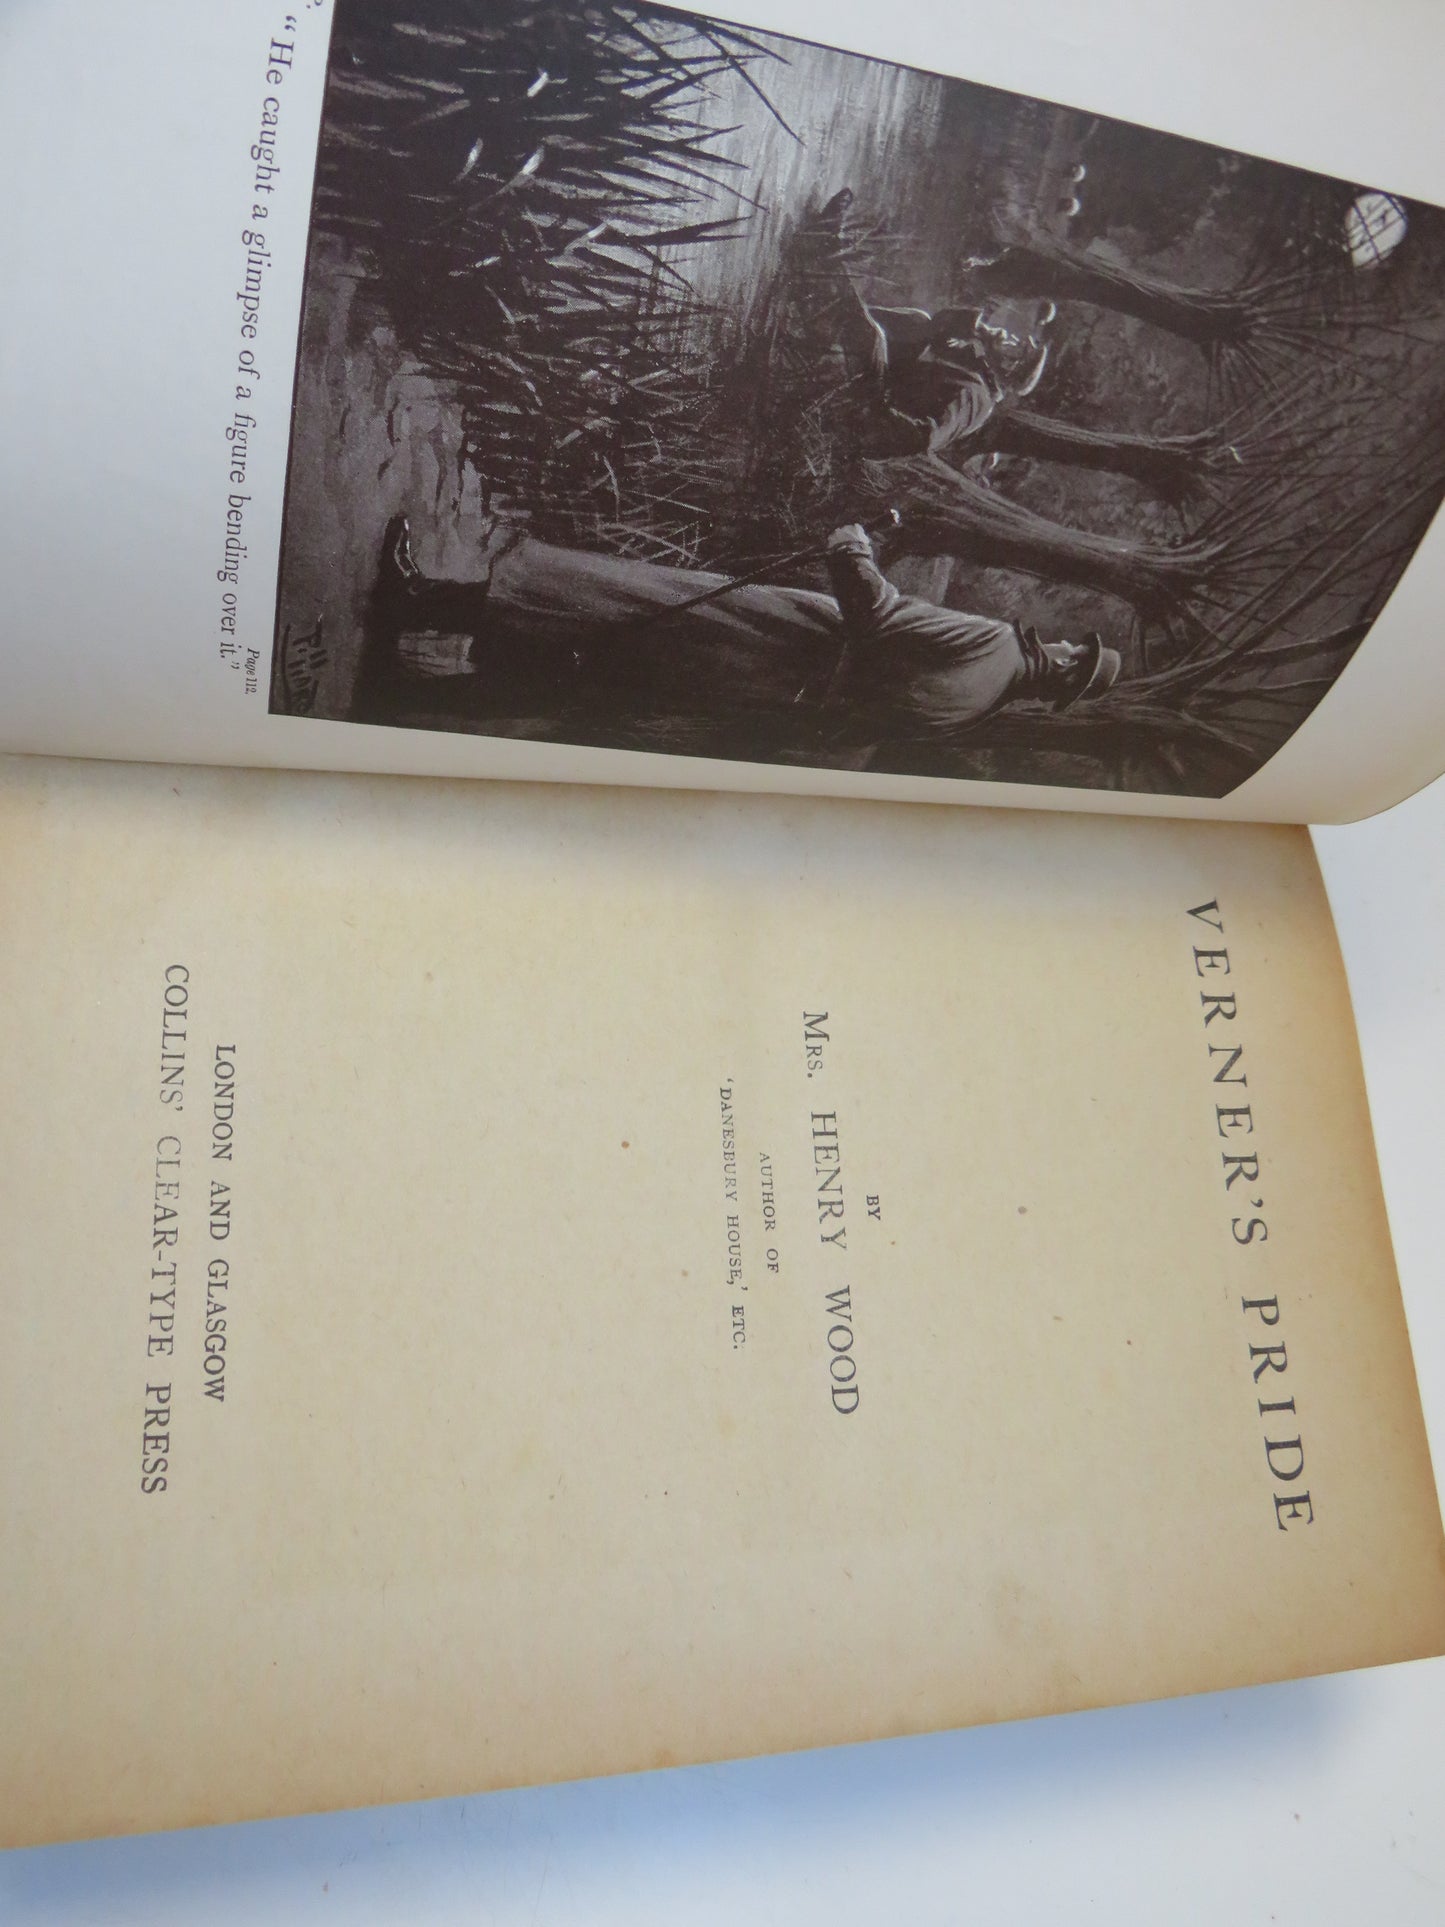 "He caught a glimpse of a figure bending over it."
Page 112.
VERNER'S PRIDE
BY
MRS. HENRY WOOD
AUTHOR OF
'DANESBURY HOUSE,' ETC.
LONDON AND GLASGOW
COLLINS' CLEAR-TYPE PRESS